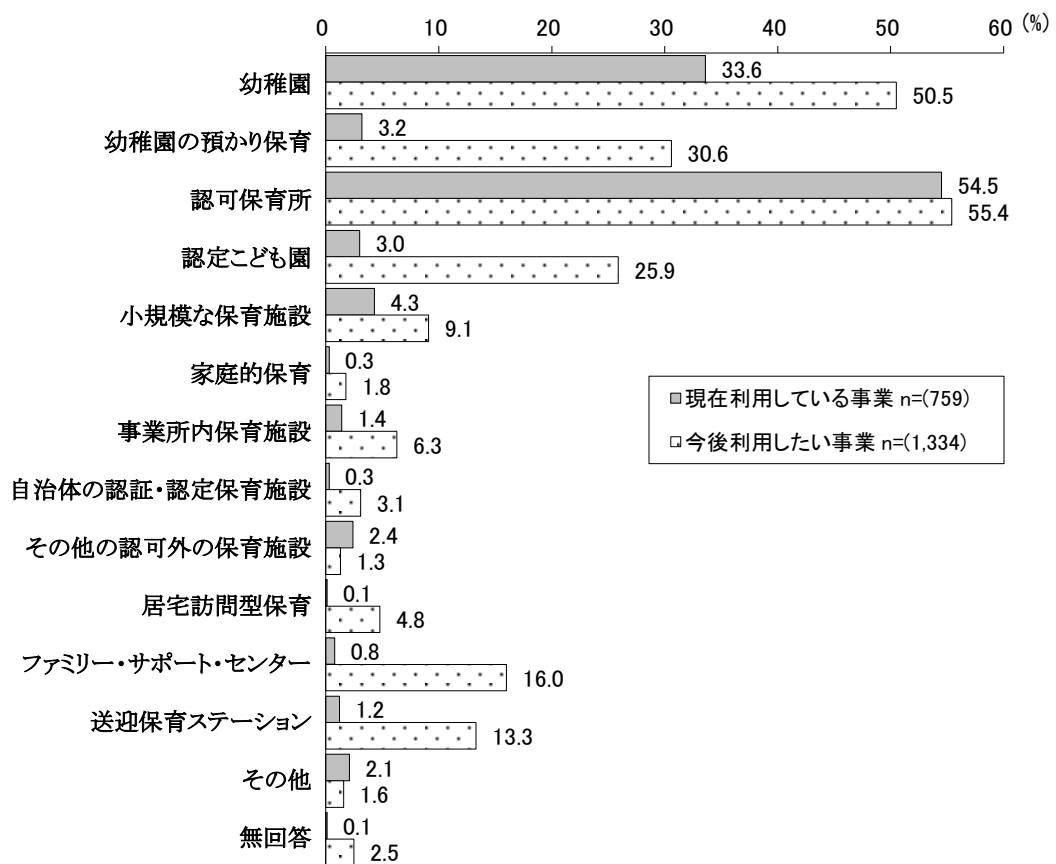 0 10 20 30 40 50 60 (%)
幼稚園 33.6
50.5
幼稚園の預かり保育 3.2
30.6
認可保育所 54.5
55.4
認定こども園 3.0
25.9
小規模な保育施設 4.3
9.1
家庭的保育 0.3
1.8
事業所内保育施設 1.4
6.3
自治体の認証・認定保育施設 0.3
3.1
その他の認可外の保育施設 2.4
1.3
居宅訪問型保育 0.1
4.8
ファミリー・サポート・センター 0.8
16.0
送迎保育ステーション 1.2
13.3
その他 2.1
1.6
無回答 0.1
2.5
現在利用している事業 n=(759)
今後利用したい事業 n=(1,334)